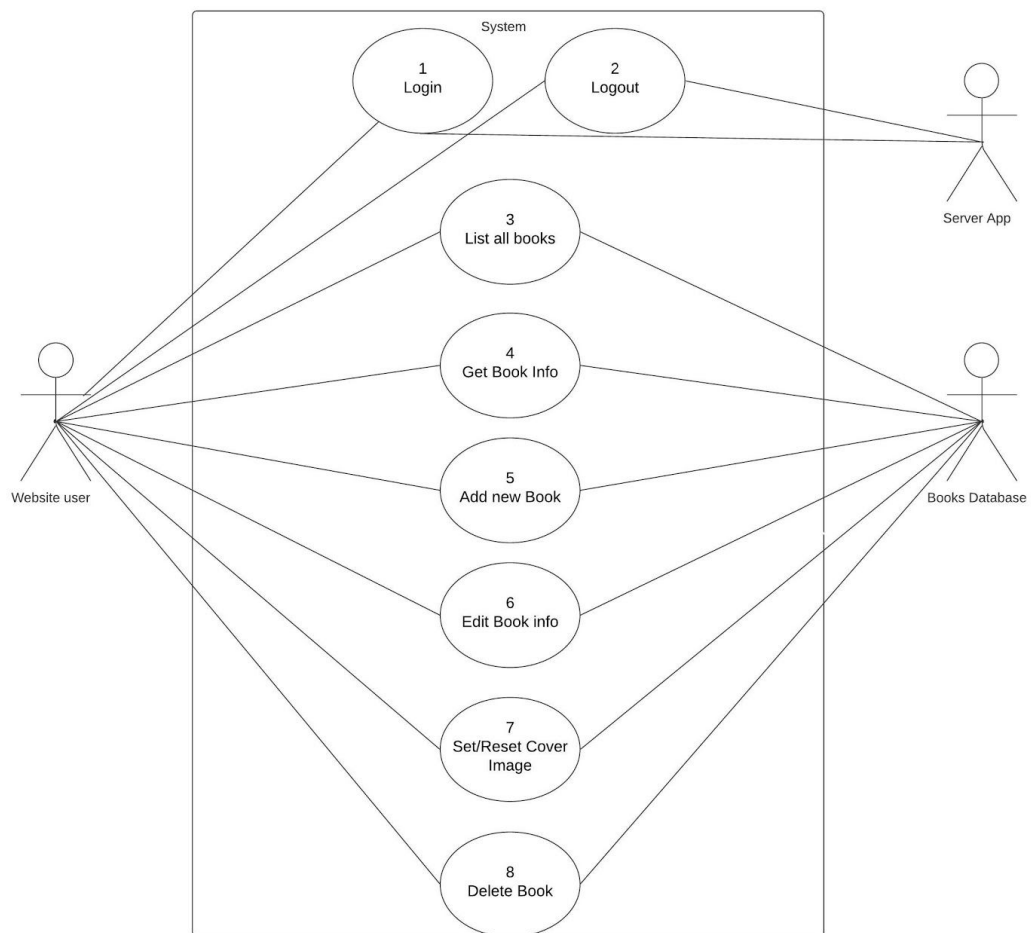 System
1
Login
2
Logout
Server App
3
List all books
4
Get Book Info
Website user
5
Add new Book
Books Database
6
Edit Book info
7
Set/Reset Cover
Image
8
Delete Book